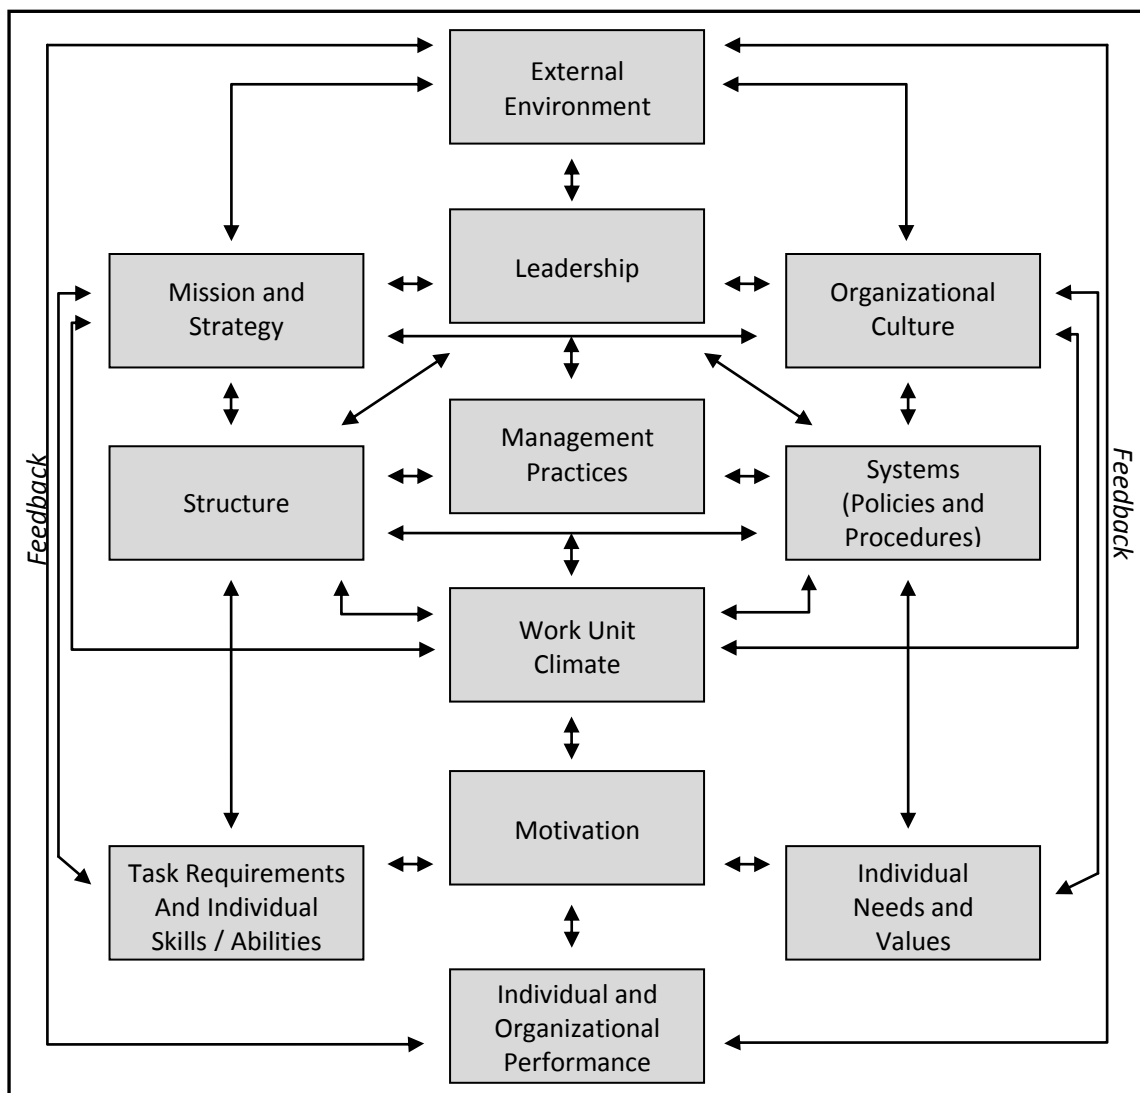 External
Environment
Leadership
Mission and
Strategy
Organizational
Culture
Management
Practices
Structure
Systems
(Policies and
Procedures)
Feedback
Feedback
Work Unit
Climate
Motivation
Task Requirements
And Individual
Skills / Abilities
Individual
Needs and
Values
Individual and
Organizational
Performance